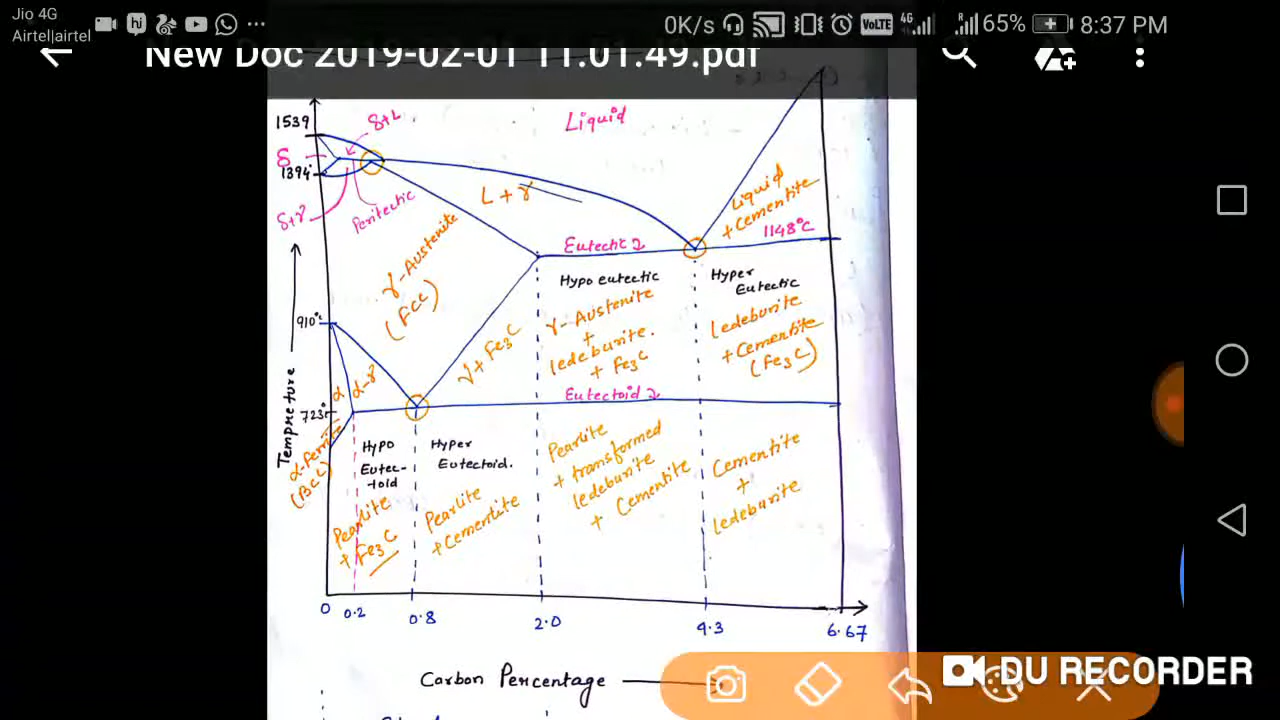 Jio 4G
Airtel|airtel
0K/s
VoLTE
4G
R
65%
8:37 PM
New Doc 2019-02-01 11.01.49.pdf
1539
δ+L
Liquid
δ
1394°
δ+γ
Peritectic
L + γ
Liquid
+ Cementite
1148°C
γ-Austenite
(FCC)
Eutectic
Hypo eutectic
Hyper
Eutectic
γ-Austenite
+
ledeburite.
+ Fe3C
ledeburite
+ Cementite
(Fe3C)
910°c
γ+ Fe3C
α
α-γ
Eutectoid
723°
Tempreture
α-Ferrite
(BCC)
Hypo
Eutec-
-toid
Hyper
Eutectoid.
Pearlite
+ Fe3C
Pearlite
+Cementite
Pearlite
+ transformed
ledeburite
+ Cementite
Cementite
+
ledeburite
0
0.2
0.8
2.0
4.3
6.67
Carbon Percentage
DU RECORDER